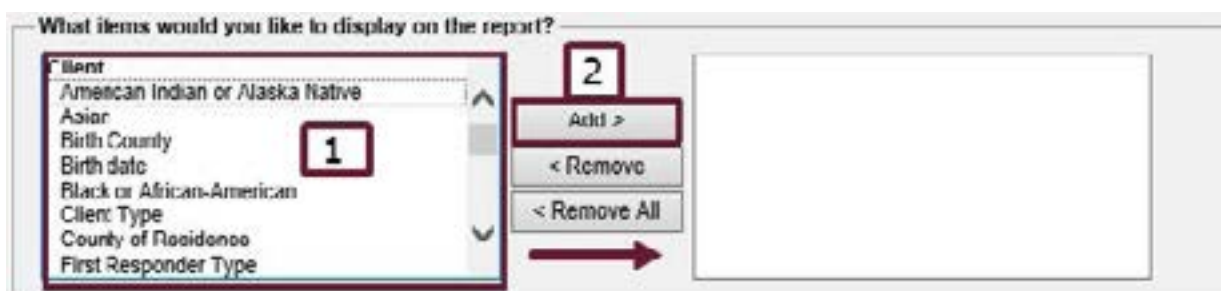 What items would you like to display on the report?
Client
American Indian or Alaska Native
Asian
Birth County
Birth date
Black or African-American
Client Type
County of Residence
First Responder Type
1
2
Add >
< Remove
< Remove All